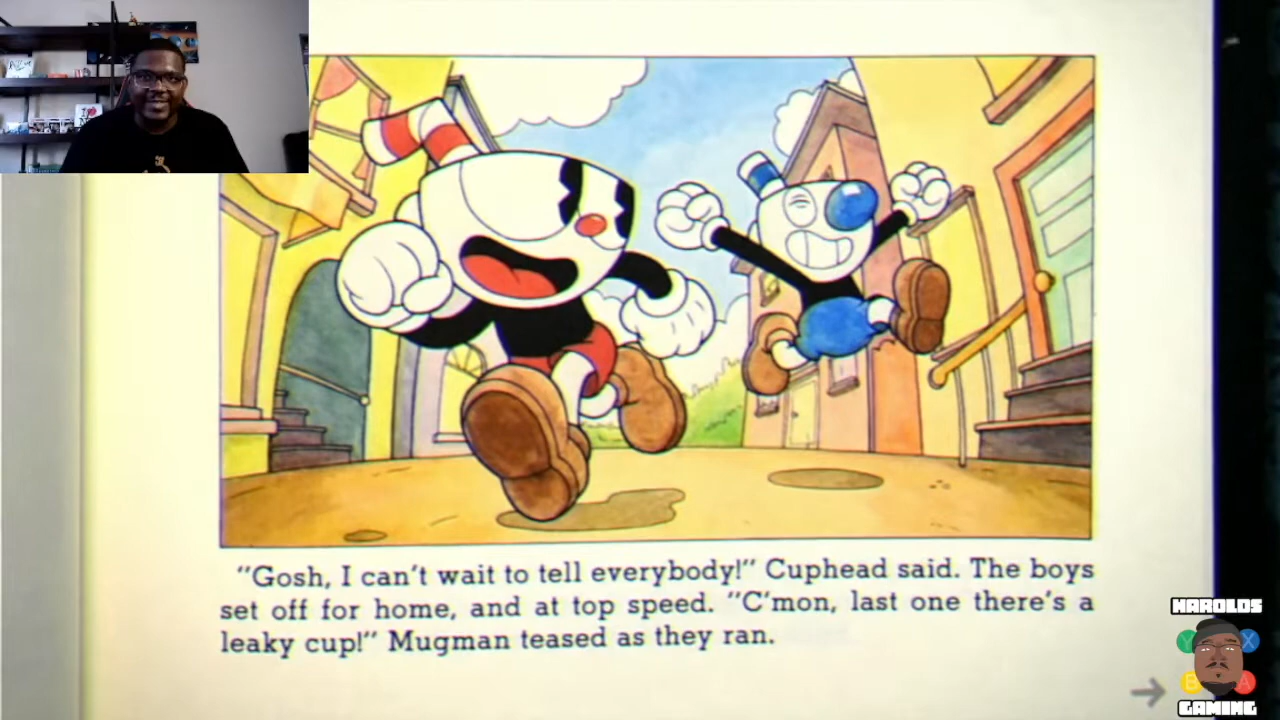 "Gosh, I can't wait to tell everybody!" Cuphead said. The boys
set off for home, and at top speed. "C'mon, last one there's a
leaky cup!" Mugman teased as they ran.
HAROLDS
Y X
B A
GAMING